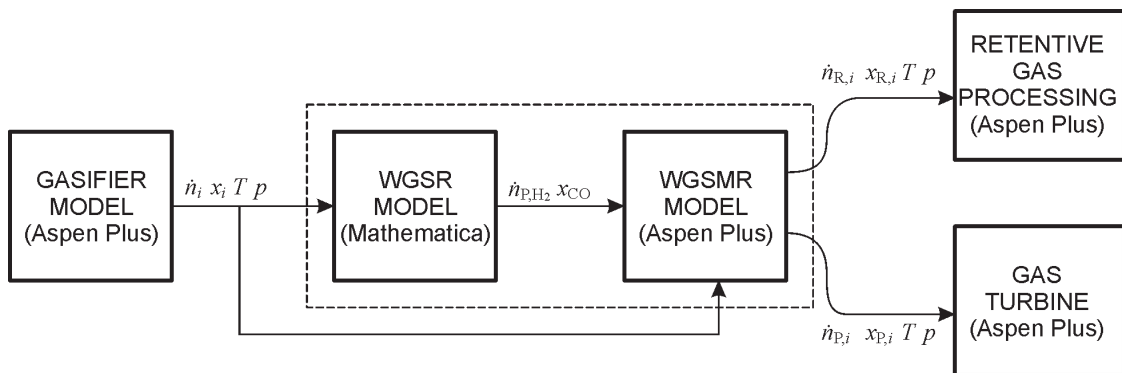 GASIFIER
MODEL
(Aspen Plus)
ṅi xi T p
WGSR
MODEL
(Mathematica)
ṅP,H2 xCO
WGSMR
MODEL
(Aspen Plus)
ṅR,i xR,i T p
RETENTIVE
GAS
PROCESSING
(Aspen Plus)
ṅP,i xP,i T p
GAS
TURBINE
(Aspen Plus)